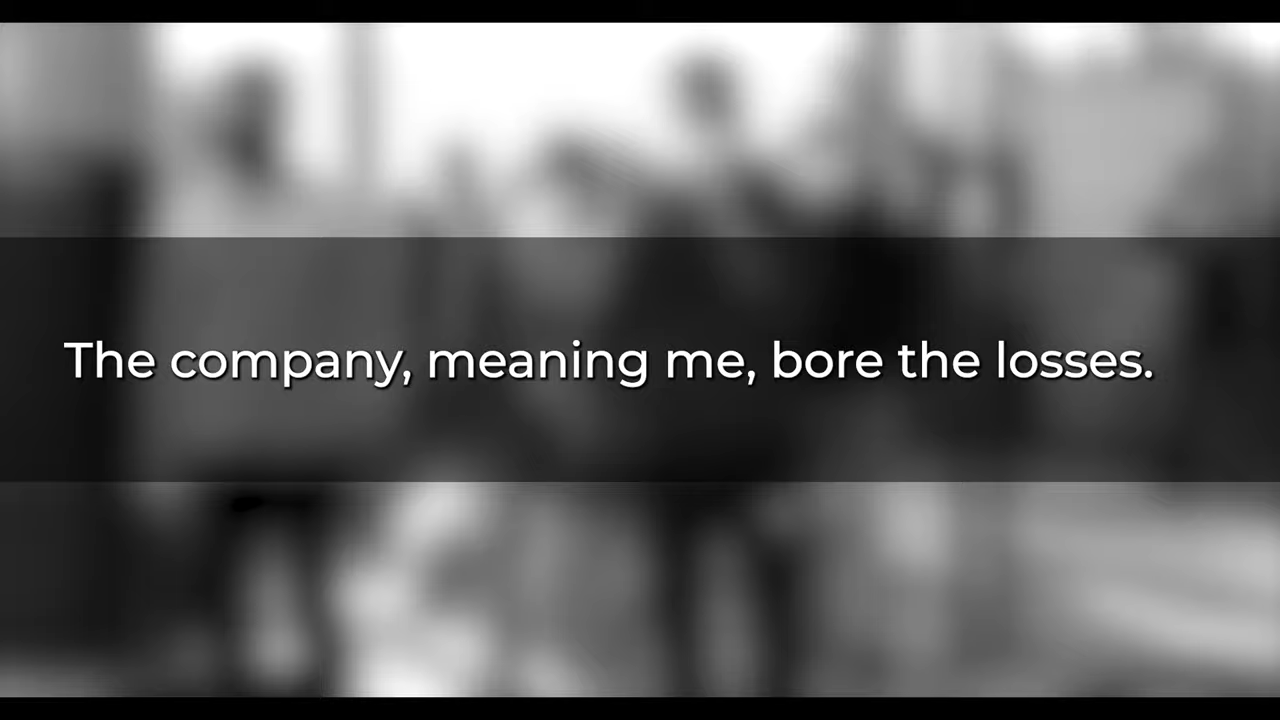 The company, meaning me, bore the losses.